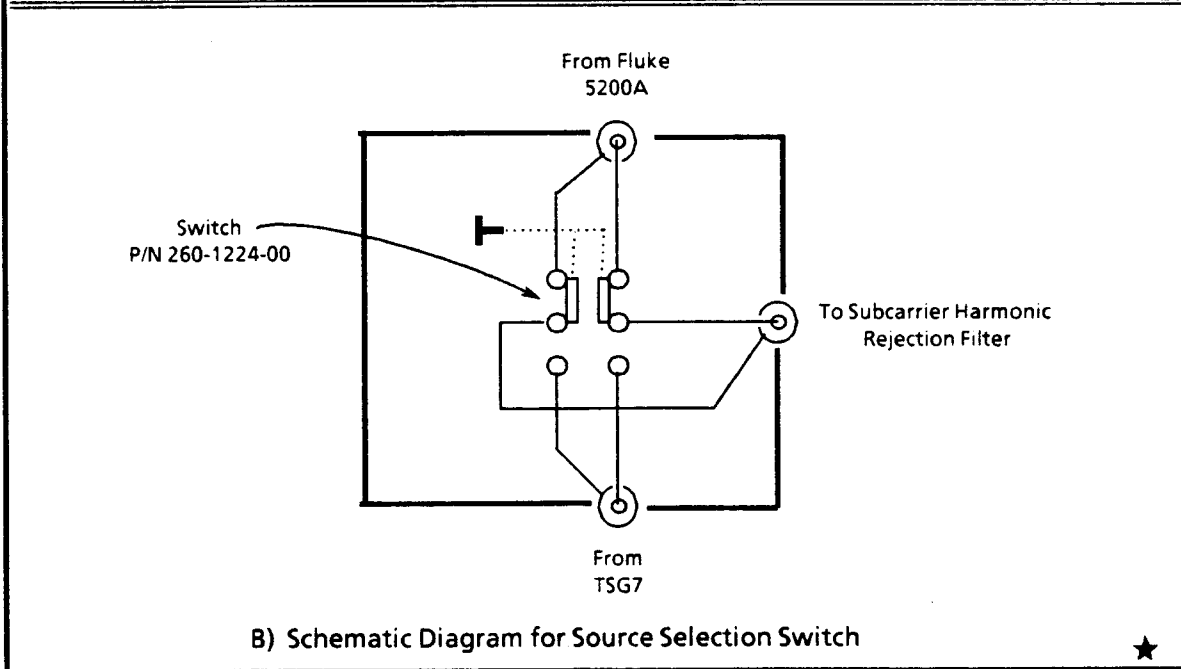 From Fluke
5200A
Switch
P/N 260-1224-00
To Subcarrier Harmonic
Rejection Filter
From
TSG7
B) Schematic Diagram for Source Selection Switch